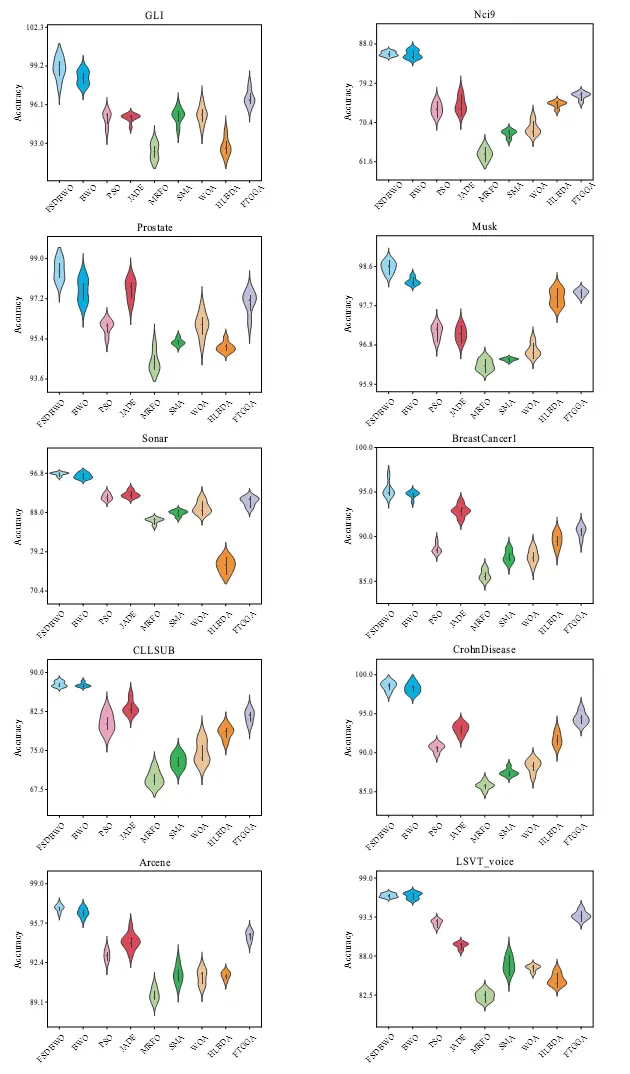 GLI
102.3
99.2
96.1
93.0
Accuracy
FSDBWO BWO PSO JADE MRFO SMA WOA HLBDA FTGGA
Nci9
88.0
79.2
70.4
61.6
Accuracy
FSDBWO BWO PSO JADE MRFO SMA WOA HLBDA FTGGA
Prostate
99.0
97.2
95.4
93.6
Accuracy
FSDBWO BWO PSO JADE MRFO SMA WOA HLBDA FTGGA
Musk
98.6
97.7
96.8
95.9
Accuracy
FSDBWO BWO PSO JADE MRFO SMA WOA HLBDA FTGGA
Sonar
96.8
88.0
79.2
70.4
Accuracy
FSDBWO BWO PSO JADE MRFO SMA WOA HLBDA FTGGA
BreastCancer1
100.0
95.0
90.0
85.0
Accuracy
FSDBWO BWO PSO JADE MRFO SMA WOA HLBDA FTGGA
CLLSUB
90.0
82.5
75.0
67.5
Accuracy
FSDBWO BWO PSO JADE MRFO SMA WOA HLBDA FTGGA
CrohnDisease
100.0
95.0
90.0
85.0
Accuracy
FSDBWO BWO PSO JADE MRFO SMA WOA HLBDA FTGGA
Arcene
99.0
95.7
92.4
89.1
Accuracy
FSDBWO BWO PSO JADE MRFO SMA WOA HLBDA FTGGA
LSVT_voice
99.0
93.5
88.0
82.5
Accuracy
FSDBWO BWO PSO JADE MRFO SMA WOA HLBDA FTGGA